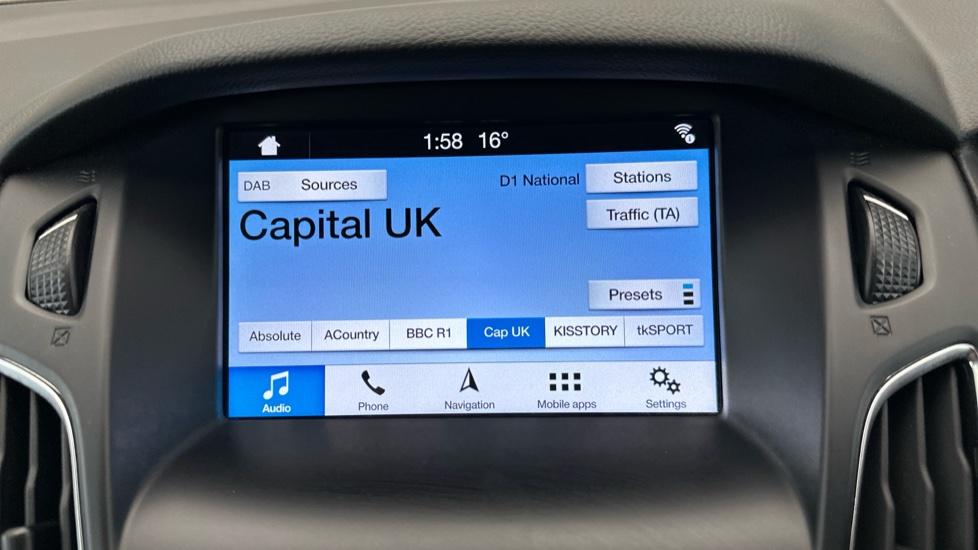 1:58 16°
DAB Sources
D1 National
Stations
Capital UK
Traffic (TA)
Presets
Absolute ACountry BBC R1 Cap UK KISSTORY tkSPORT
Audio Phone Navigation Mobile apps Settings